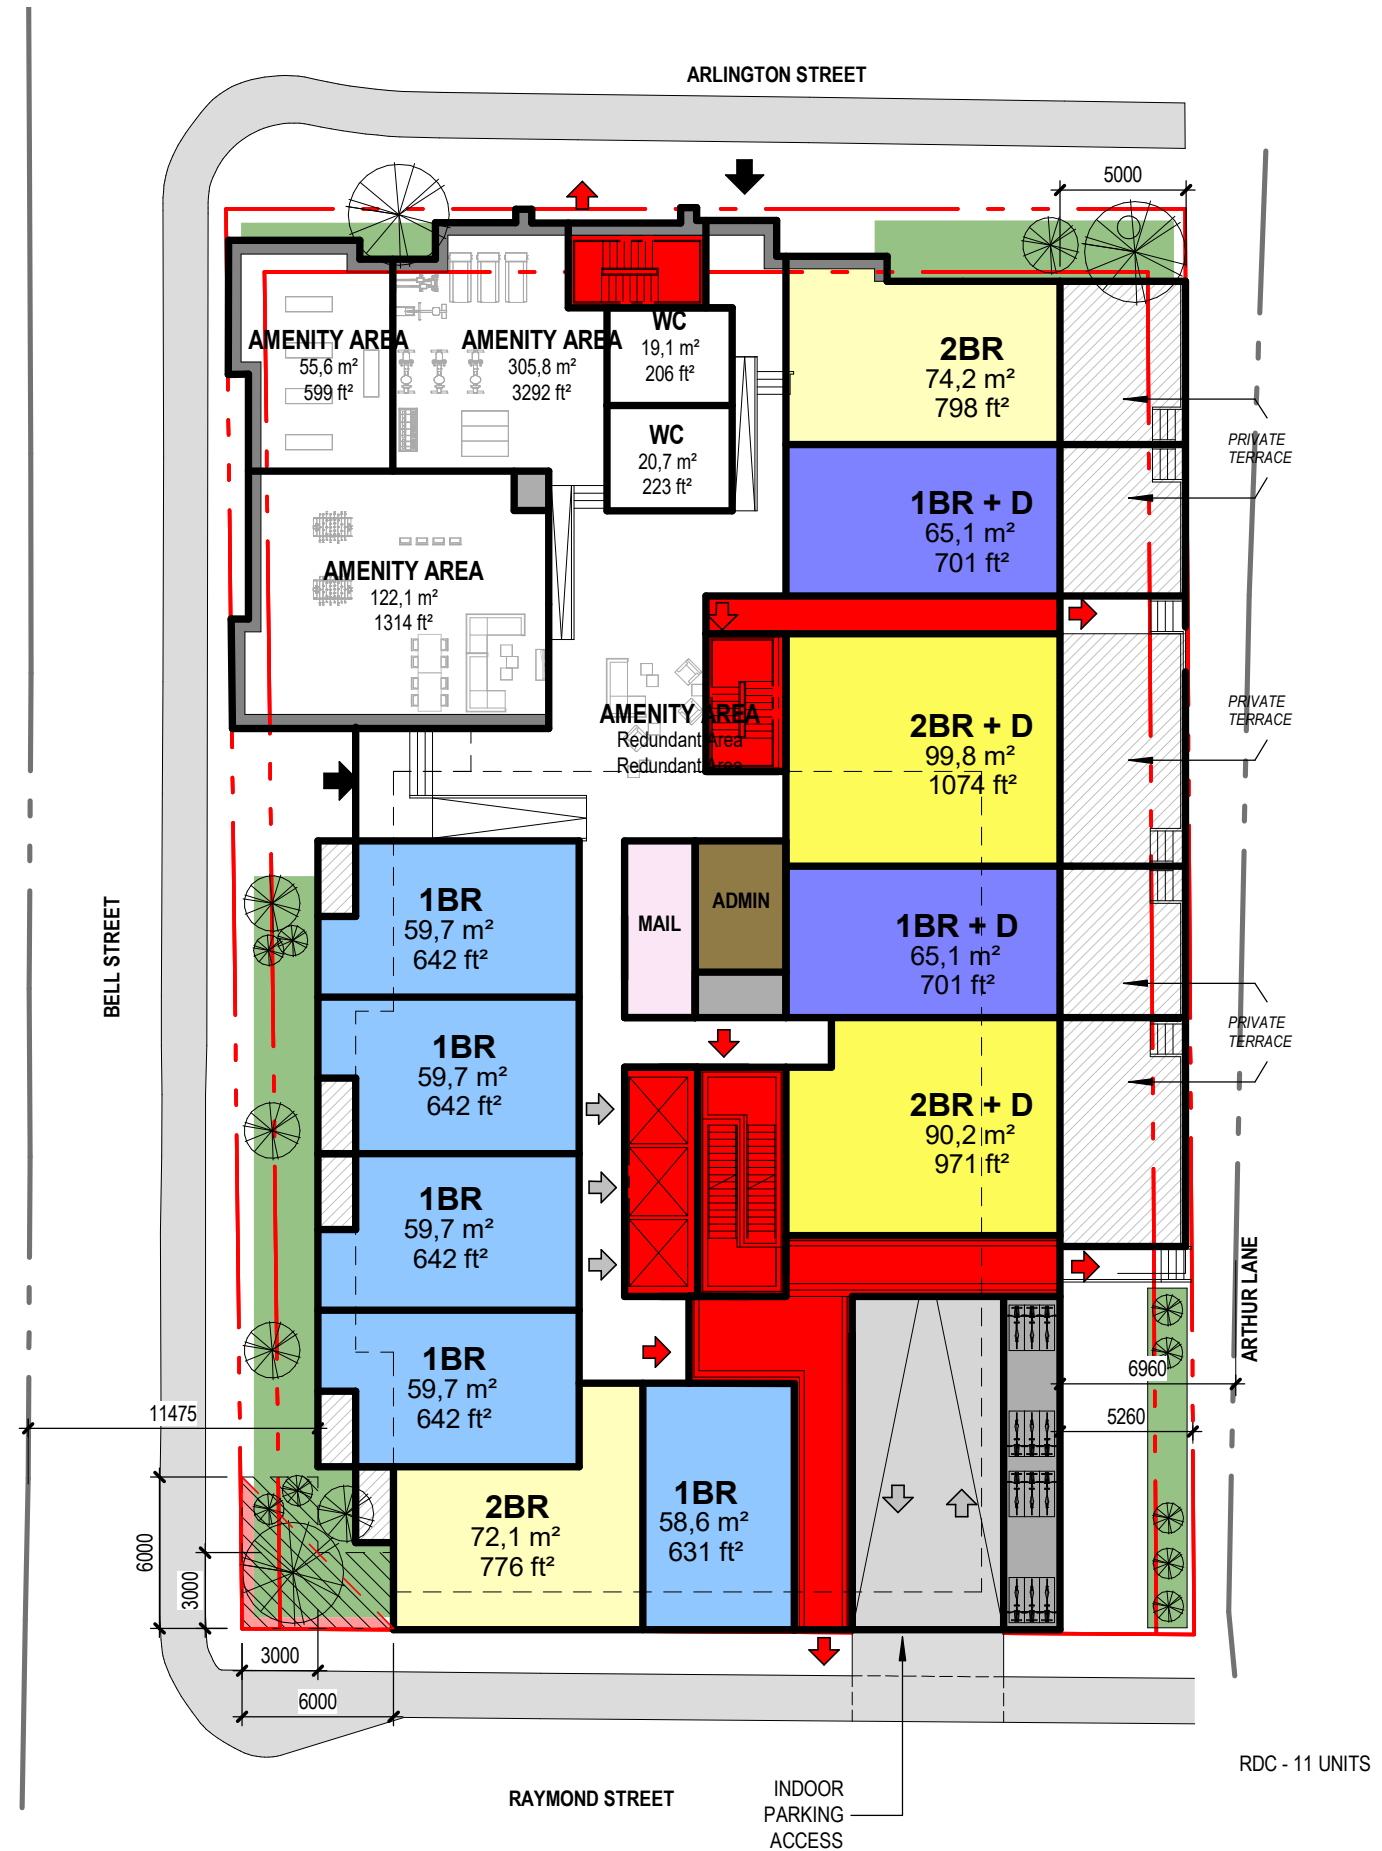 ARLINGTON STREET
5000
AMENITY AREA
55,6 m²
599 ft²
AMENITY AREA
305,8 m²
3292 ft²
WC
19,1 m²
206 ft²
WC
20,7 m²
223 ft²
2BR
74,2 m²
798 ft²
PRIVATE
TERRACE
1BR + D
65,1 m²
701 ft²
AMENITY AREA
122,1 m²
1314 ft²
AMENITY AREA
Redundant Area
Redundant Area
2BR + D
99,8 m²
1074 ft²
PRIVATE
TERRACE
1BR
59,7 m²
642 ft²
MAIL
ADMIN
1BR + D
65,1 m²
701 ft²
BELL STREET
PRIVATE
TERRACE
1BR
59,7 m²
642 ft²
2BR + D
90,2 m²
971 ft²
1BR
59,7 m²
642 ft²
ARTHUR LANE
1BR
59,7 m²
642 ft²
6960
11475
5260
2BR
72,1 m²
776 ft²
1BR
58,6 m²
631 ft²
6000
3000
3000
6000
RDC - 11 UNITS
RAYMOND STREET
INDOOR
PARKING
ACCESS